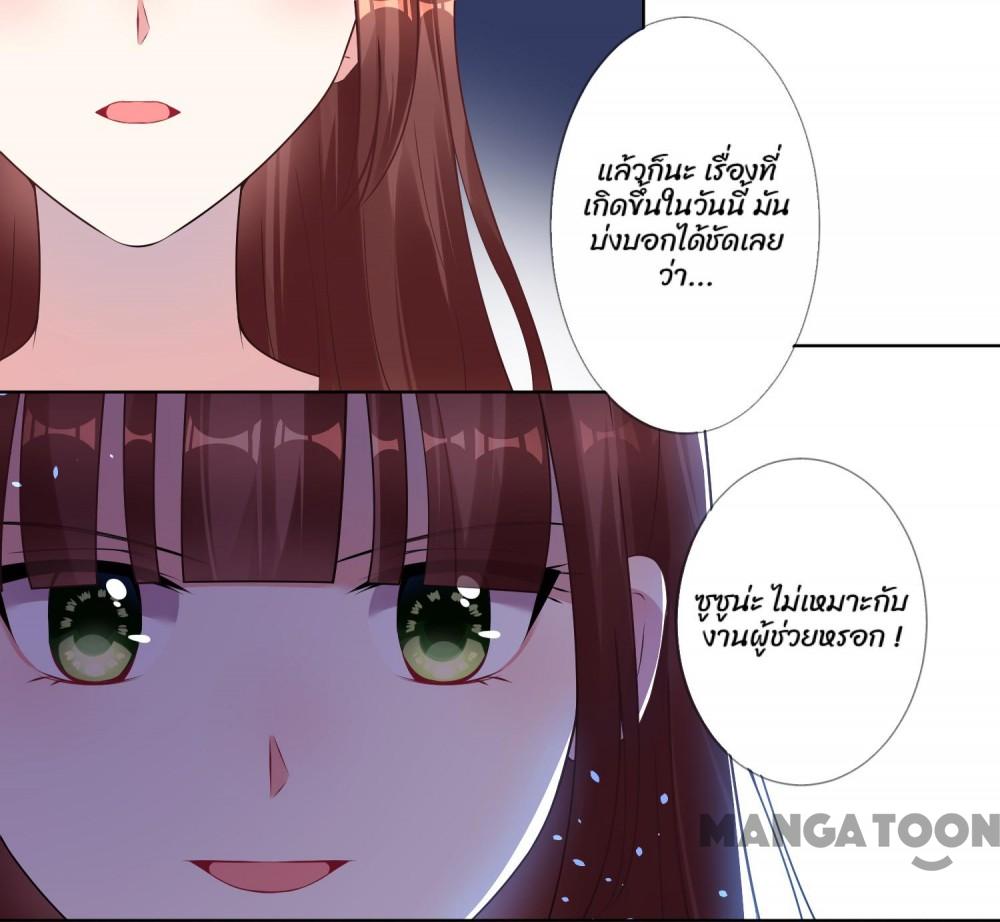 แล้วก็นะ เรื่องที่
เกิดขึ้นในวันนี้ มัน
บ่งบอกได้ชัดเลย
ว่า...
ซูซูน่ะ ไม่เหมาะกับ
งานผู้ช่วยหรอก !
MANGATOON